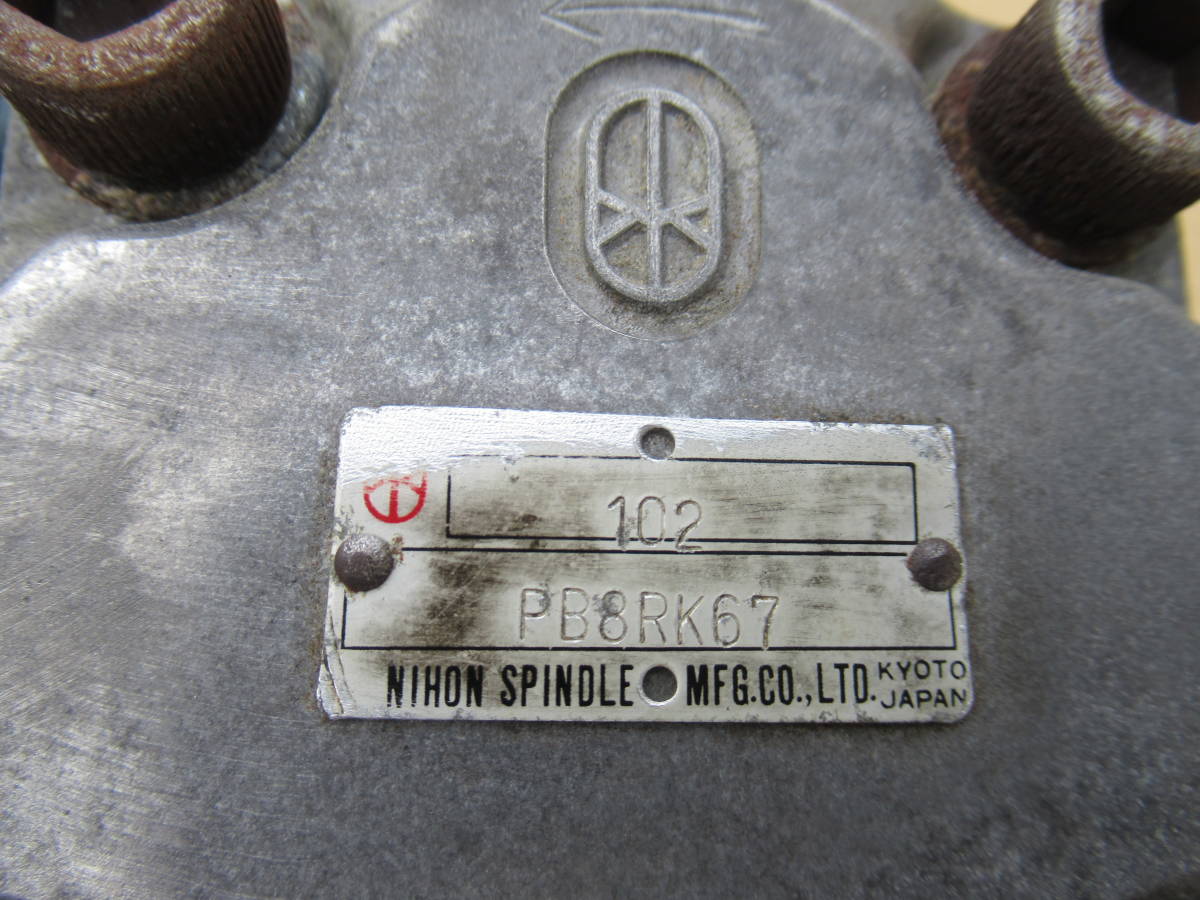 102
PB8RK67
NIHON SPINDLE MFG.CO.,LTD. KYOTO JAPAN